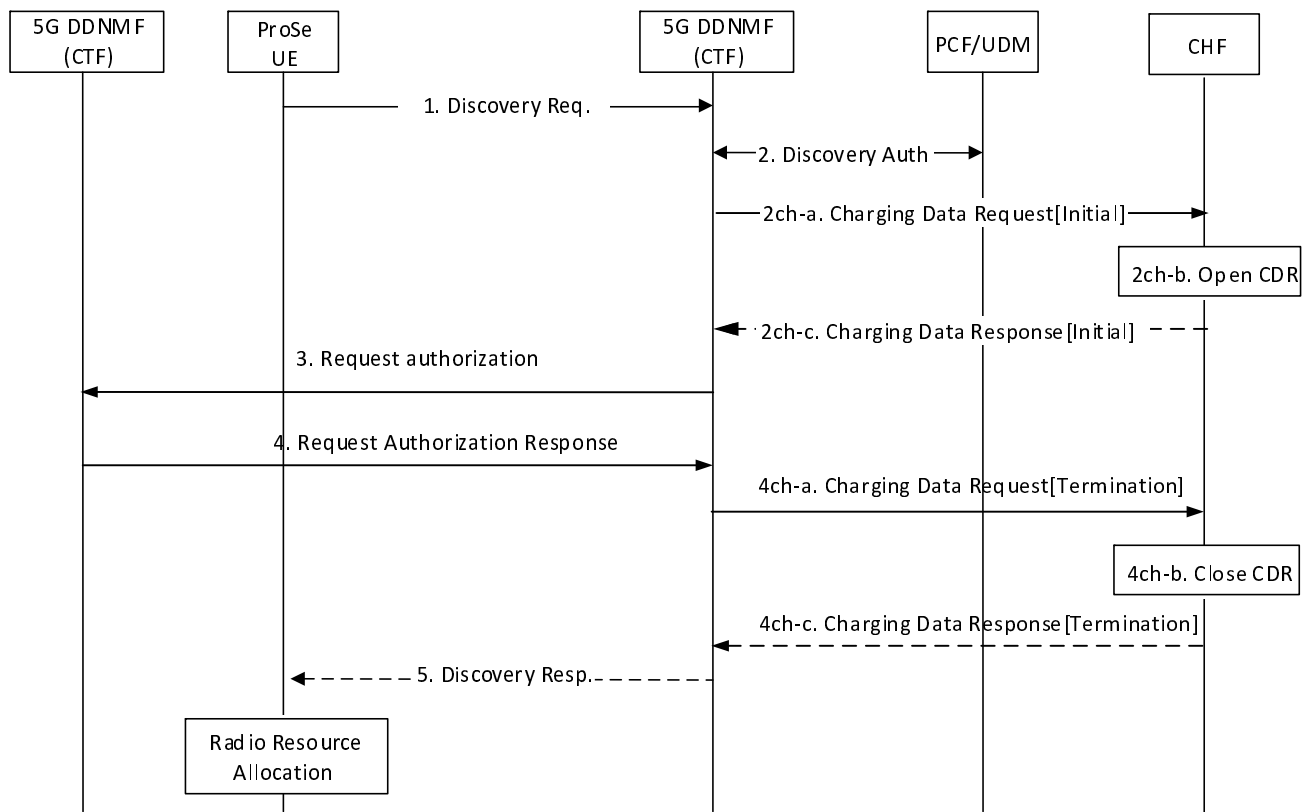 5G DDNMF
(CTF)
ProSe
UE
5G DDNMF
(CTF)
PCF/UDM
CHF
1. Discovery Req.
2. Discovery Auth
2ch-a. Charging Data Request[Initial]
2ch-b. Open CDR
2ch-c. Charging Data Response[Initial]
3. Request authorization
4. Request Authorization Response
4ch-a. Charging Data Request[Termination]
4ch-b. Close CDR
4ch-c. Charging Data Response[Termination]
5. Discovery Resp.
Radio Resource
Allocation